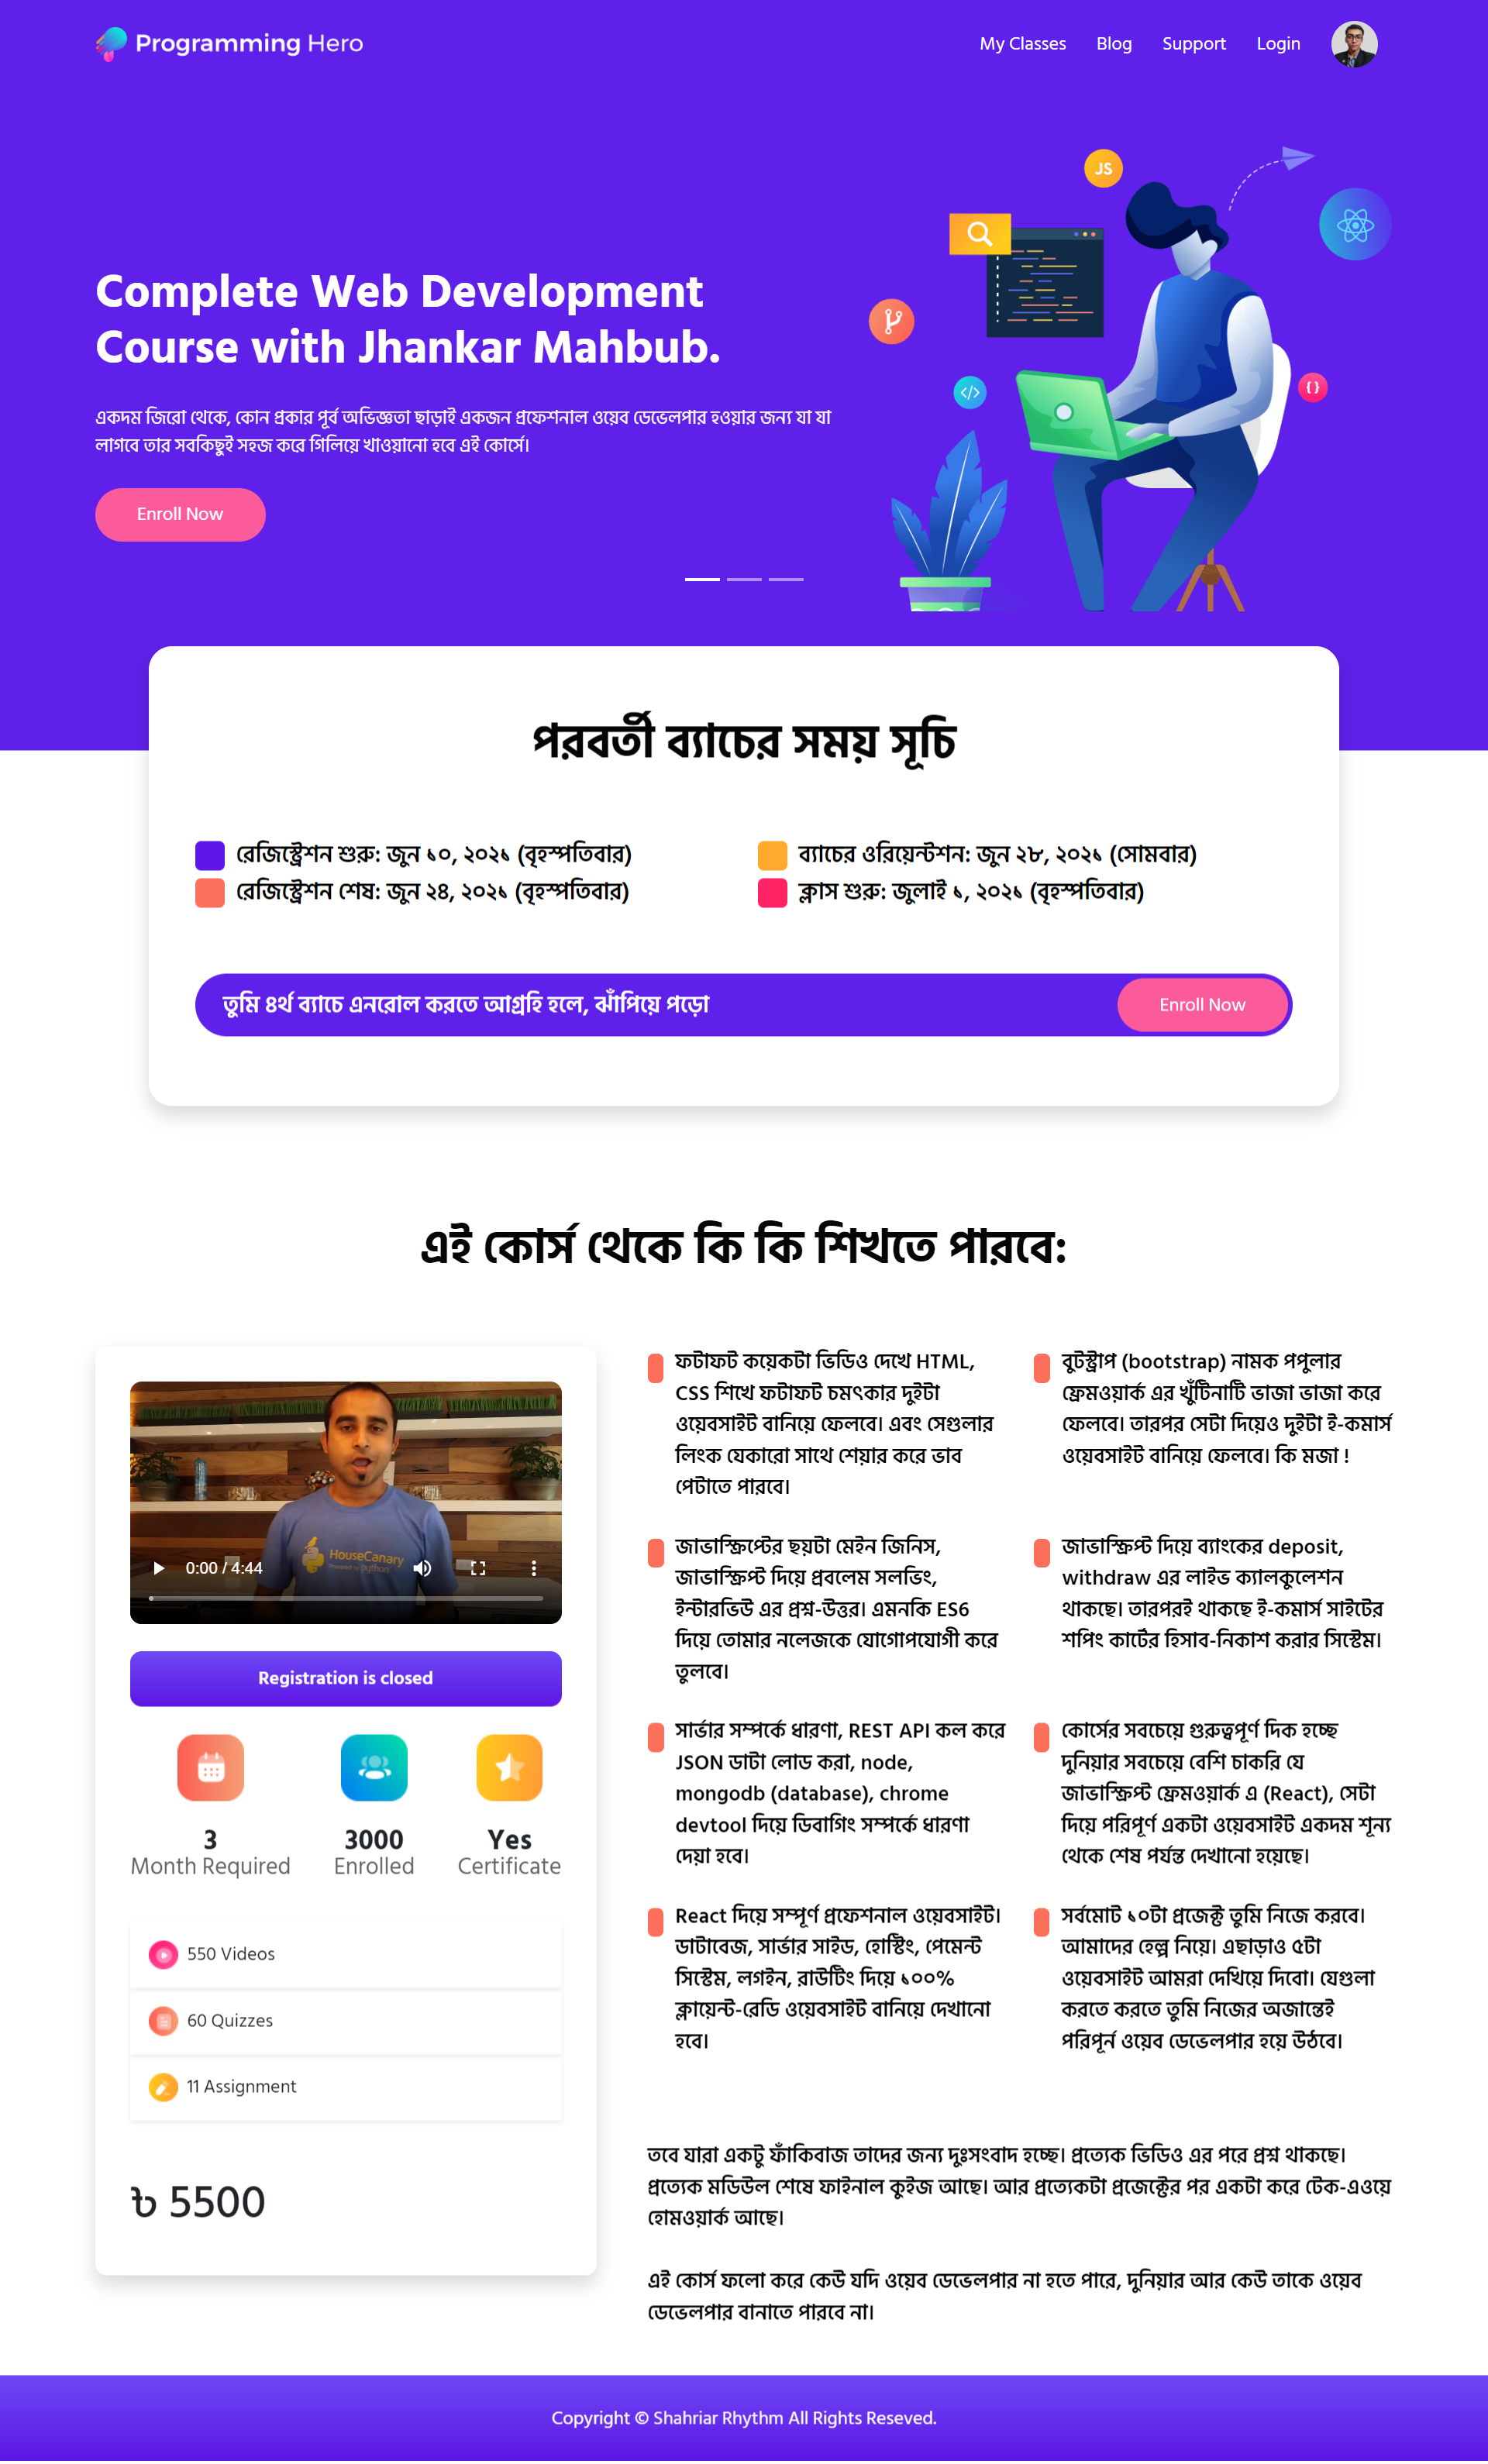 Programming Hero
My Classes Blog Support Login
JS
Complete Web Development
Course with Jhankar Mahbub.
একদম জিরো থেকে, কোন প্রকার পূর্ব অভিজ্ঞতা ছাড়াই একজন প্রফেশনাল ওয়েব ডেভেলপার হওয়ার জন্য যা যা
লাগবে তার সবকিছুই সহজ করে গিলিয়ে খাওয়ানো হবে এই কোর্সে।
Enroll Now
পরবর্তী ব্যাচের সময় সূচি
রেজিস্ট্রেশন শুরু: জুন ১০, ২০২১ (বৃহস্পতিবার)
ব্যাচের ওরিয়েন্টশন: জুন ২৮, ২০২১ (সোমবার)
রেজিস্ট্রেশন শেষ: জুন ২৪, ২০২১ (বৃহস্পতিবার)
ক্লাস শুরু: জুলাই ১, ২০২১ (বৃহস্পতিবার)
তুমি ৪র্থ ব্যাচে এনরোল করতে আগ্রহি হলে, ঝাঁপিয়ে পড়ো
Enroll Now
এই কোর্স থেকে কি কি শিখতে পারবে:
HouseCanary
Powered by python
0:00 / 4:44
Registration is closed
3
Month Required
3000
Enrolled
Yes
Certificate
550 Videos
60 Quizzes
11 Assignment
৳ 5500
ফটাফট কয়েকটা ভিডিও দেখে HTML,
CSS শিখে ফটাফট চমৎকার দুইটা
ওয়েবসাইট বানিয়ে ফেলবে। এবং সেগুলার
লিংক যেকারো সাথে শেয়ার করে ভাব
পেটাতে পারবে।
বুটস্ট্রাপ (bootstrap) নামক পপুলার
ফ্রেমওয়ার্ক এর খুঁটিনাটি ভাজা ভাজা করে
ফেলবে। তারপর সেটা দিয়েও দুইটা ই-কমার্স
ওয়েবসাইট বানিয়ে ফেলবে। কি মজা !
জাভাস্ক্রিপ্টের ছয়টা মেইন জিনিস,
জাভাস্ক্রিপ্ট দিয়ে প্রবলেম সলভিং,
ইন্টারভিউ এর প্রশ্ন-উত্তর। এমনকি ES6
দিয়ে তোমার নলেজকে যোগোপযোগী করে
তুলবে।
জাভাস্ক্রিপ্ট দিয়ে ব্যাংকের deposit,
withdraw এর লাইভ ক্যালকুলেশন
থাকছে। তারপরই থাকছে ই-কমার্স সাইটের
শপিং কার্টের হিসাব-নিকাশ করার সিস্টেম।
সার্ভার সম্পর্কে ধারণা, REST API কল করে
JSON ডাটা লোড করা, node,
mongodb (database), chrome
devtool দিয়ে ডিবাগিং সম্পর্কে ধারণা
দেয়া হবে।
কোর্সের সবচেয়ে গুরুত্বপূর্ণ দিক হচ্ছে
দুনিয়ার সবচেয়ে বেশি চাকরি যে
জাভাস্ক্রিপ্ট ফ্রেমওয়ার্ক এ (React), সেটা
দিয়ে পরিপূর্ণ একটা ওয়েবসাইট একদম শূন্য
থেকে শেষ পর্যন্ত দেখানো হয়েছে।
React দিয়ে সম্পূর্ণ প্রফেশনাল ওয়েবসাইট।
ডাটাবেজ, সার্ভার সাইড, হোস্টিং, পেমেন্ট
সিস্টেম, লগইন, রাউটিং দিয়ে ১০০%
ক্লায়েন্ট-রেডি ওয়েবসাইট বানিয়ে দেখানো
হবে।
সর্বমোট ১০টা প্রজেক্ট তুমি নিজে করবে।
আমাদের হেল্প নিয়ে। এছাড়াও ৫টা
ওয়েবসাইট আমরা দেখিয়ে দিবো। যেগুলা
করতে করতে তুমি নিজের অজান্তেই
পরিপূর্ন ওয়েব ডেভেলপার হয়ে উঠবে।
তবে যারা একটু ফাঁকিবাজ তাদের জন্য দুঃসংবাদ হচ্ছে। প্রত্যেক ভিডিও এর পরে প্রশ্ন থাকছে।
প্রত্যেক মডিউল শেষে ফাইনাল কুইজ আছে। আর প্রত্যেকটা প্রজেক্টের পর একটা করে টেক-এওয়ে
হোমওয়ার্ক আছে।
এই কোর্স ফলো করে কেউ যদি ওয়েব ডেভেলপার না হতে পারে, দুনিয়ার আর কেউ তাকে ওয়েব
ডেভেলপার বানাতে পারবে না।
Copyright © Shahriar Rhythm All Rights Reseved.